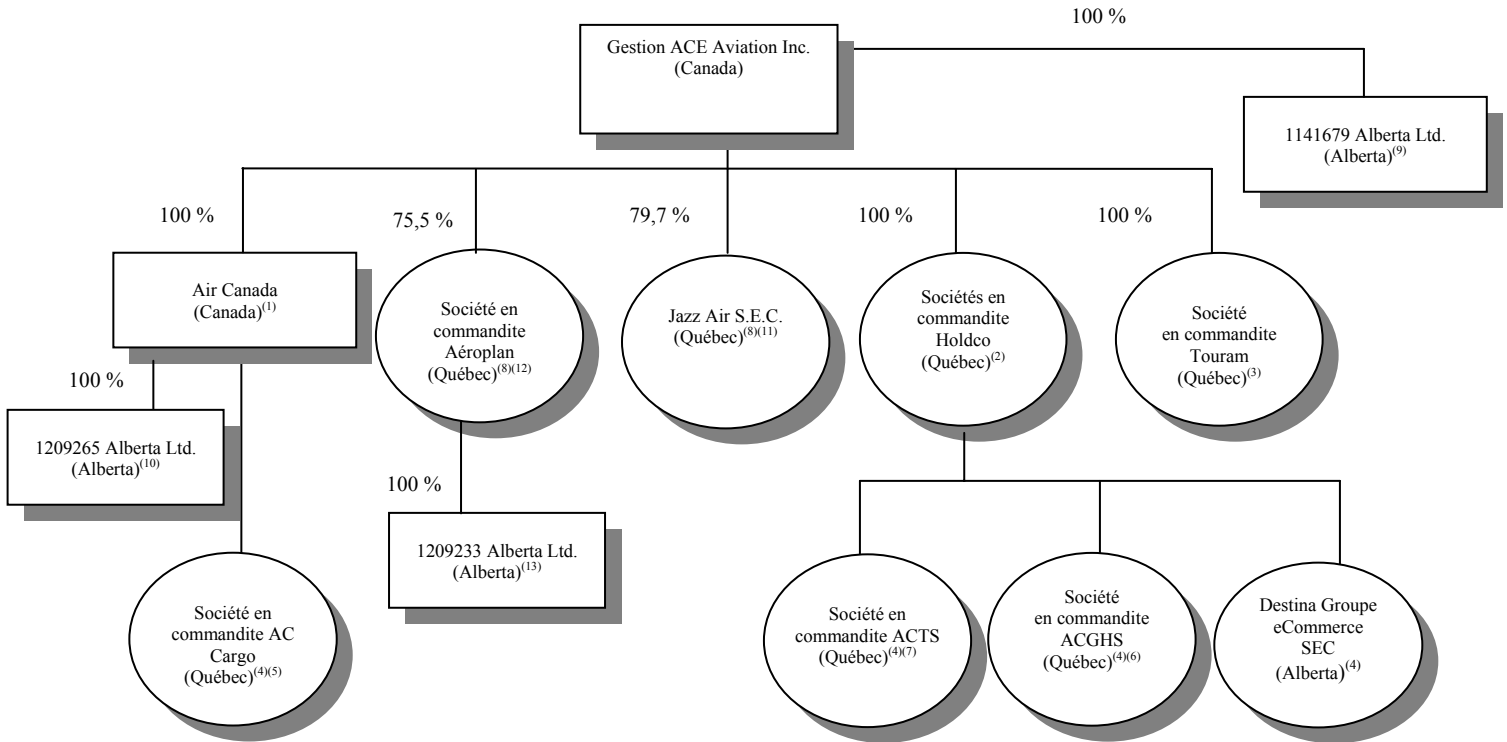 100 %
Gestion ACE Aviation Inc.
(Canada)
1141679 Alberta Ltd.
(Alberta)(9)
100 %
75,5 %
79,7 %
100 %
100 %
Air Canada
(Canada)(1)
Société en
commandite
Aéroplan
(Québec)(8)(12)
Jazz Air S.E.C.
(Québec)(8)(11)
Sociétés en
commandite
Holdco
(Québec)(2)
Société
en commandite
Touram
(Québec)(3)
100 %
1209265 Alberta Ltd.
(Alberta)(10)
100 %
1209233 Alberta Ltd.
(Alberta)(13)
Société en
commandite AC
Cargo
(Québec)(4)(5)
Société en
commandite ACTS
(Québec)(4)(7)
Société
en commandite
ACGHS
(Québec)(4)(6)
Destina Groupe
eCommerce
SEC
(Alberta)(4)